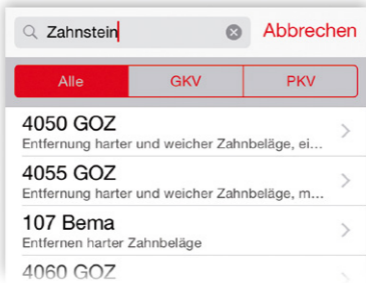 Zahnstein Abbrechen
Alle GKV PKV
4050 GOZ
Entfernung harter und weicher Zahnbeläge, ei...
4055 GOZ
Entfernung harter und weicher Zahnbeläge, m...
107 Bema
Entfernen harter Zahnbeläge
4060 GOZ